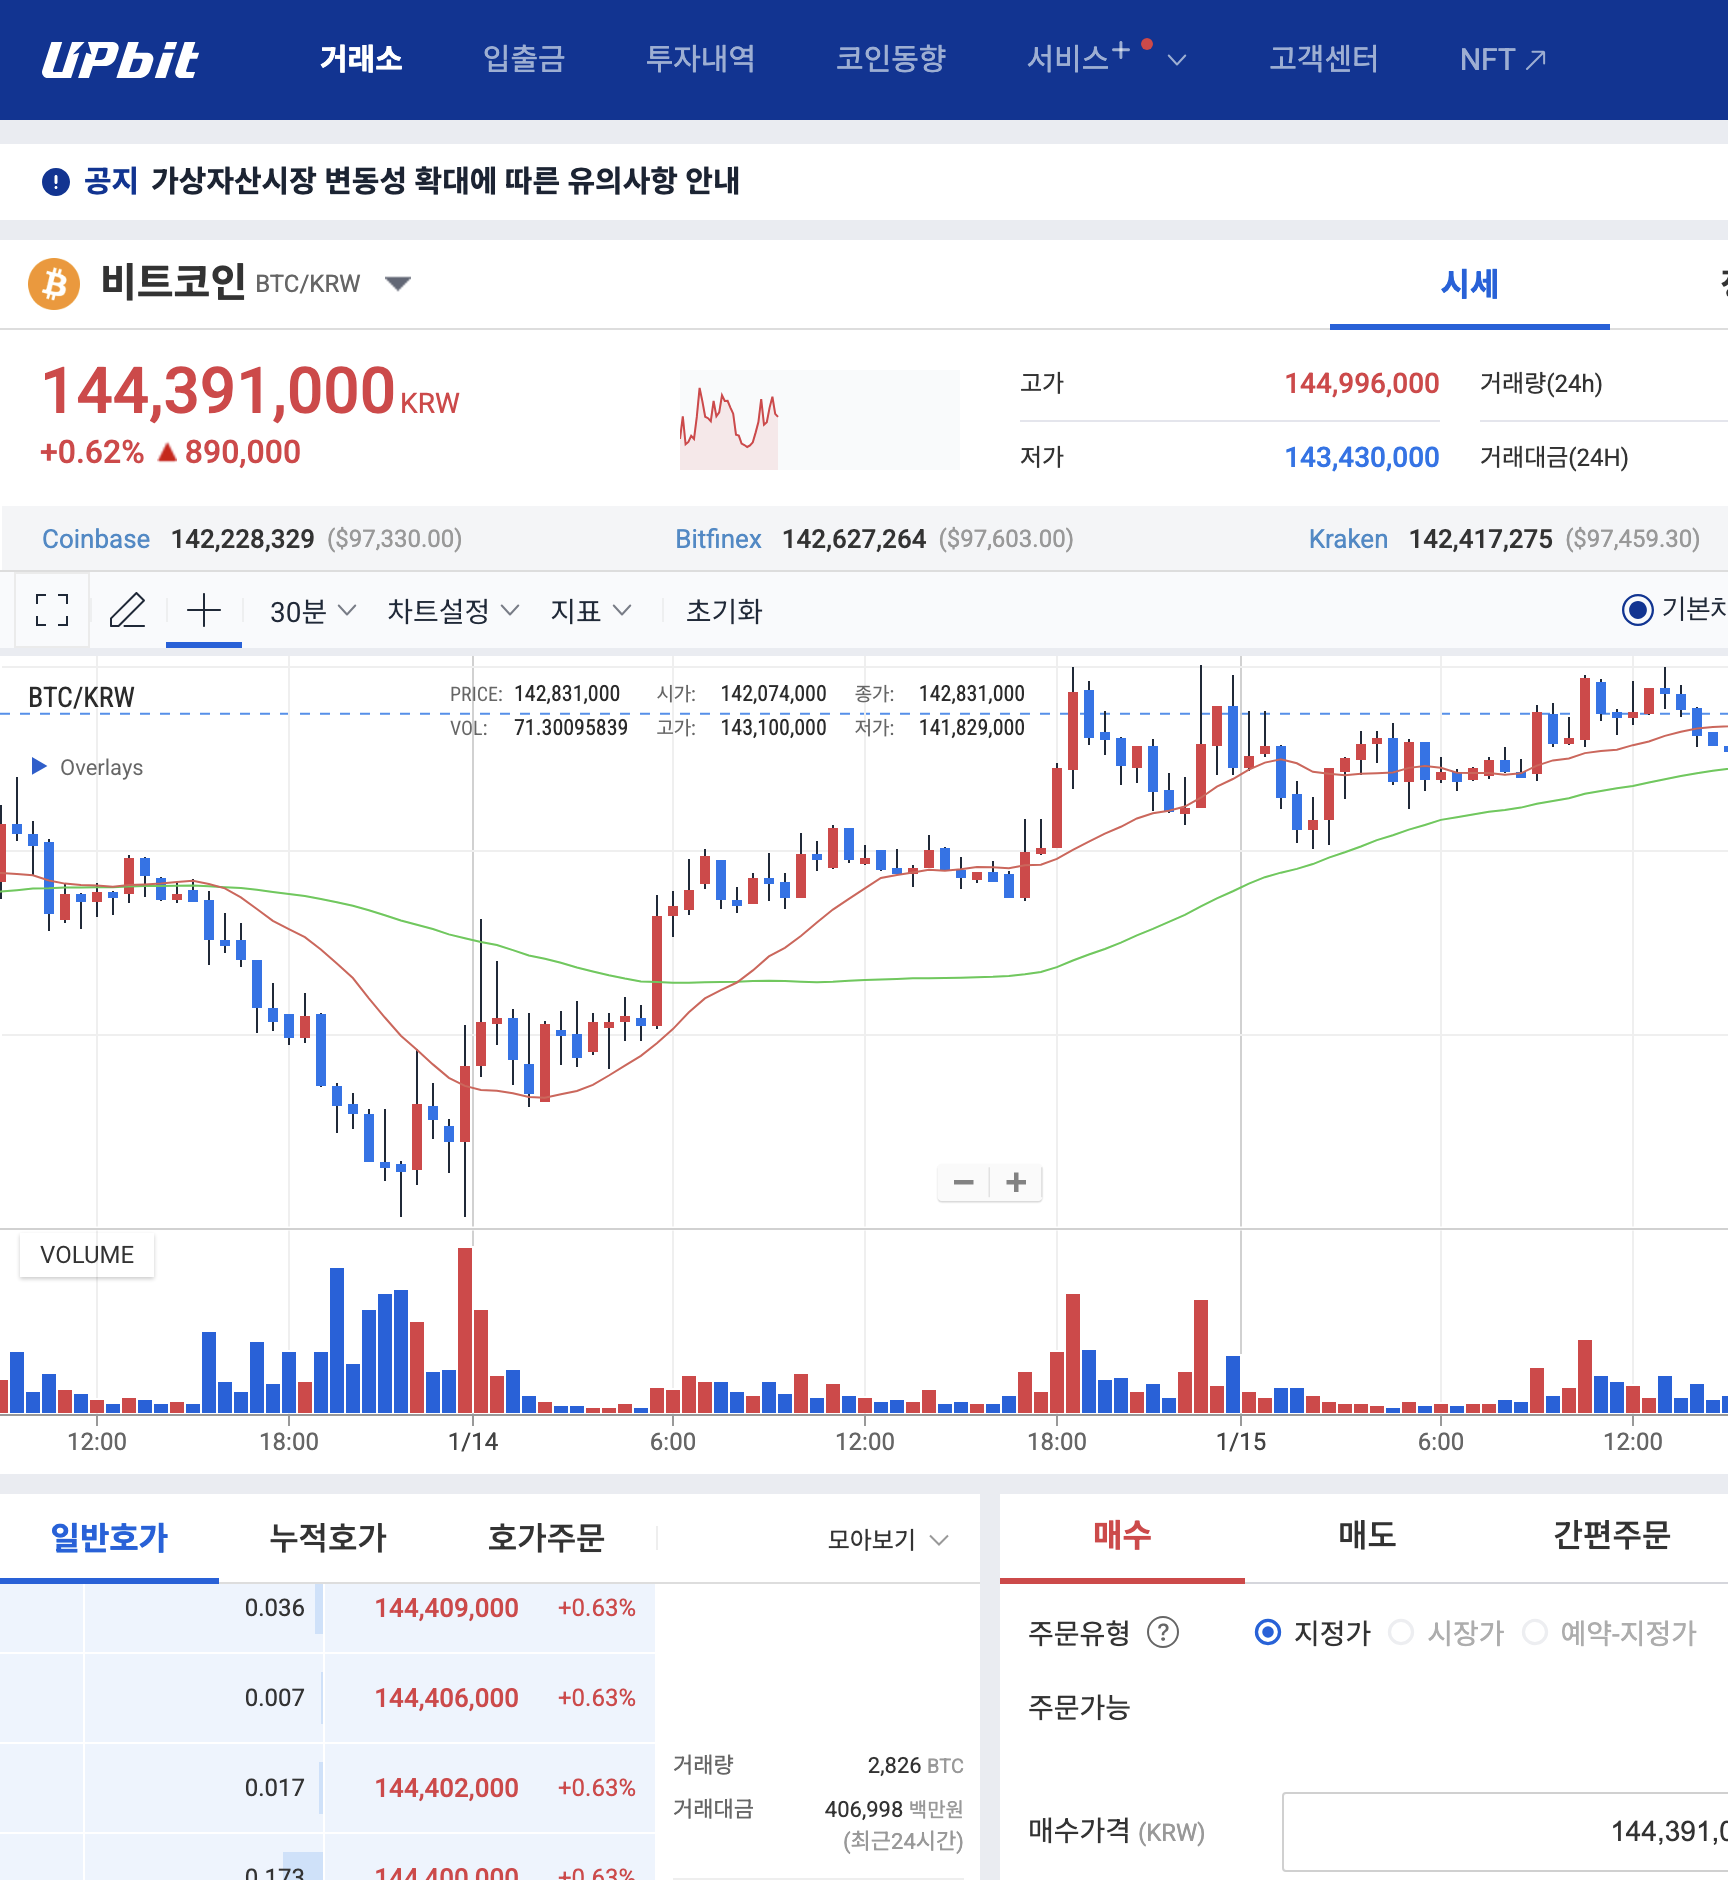 UPbit 거래소 입출금 투자내역 코인동향 서비스+ 고객센터 NFT
공지 가상자산시장 변동성 확대에 따른 유의사항 안내
비트코인 BTC/KRW 시세
144,391,000 KRW
+0.62% ▲ 890,000
고가 144,996,000 거래량(24h)
저가 143,430,000 거래대금(24H)
Coinbase 142,228,329 ($97,330.00) Bitfinex 142,627,264 ($97,603.00) Kraken 142,417,275 ($97,459.30)
30분 차트설정 지표 초기화 기본차
BTC/KRW
PRICE: 142,831,000 시가: 142,074,000 종가: 142,831,000
VOL: 71.30095839 고가: 143,100,000 저가: 141,829,000
Overlays
VOLUME
12:00 18:00 1/14 6:00 12:00 18:00 1/15 6:00 12:00
일반호가 누적호가 호가주문 모아보기
0.036 144,409,000 +0.63%
0.007 144,406,000 +0.63%
0.017 144,402,000 +0.63%
0.173 144,400,000 +0.63%
거래량 2,826 BTC
거래대금 406,998 백만원
(최근24시간)
매수 매도 간편주문
주문유형 ? 지정가 시장가 예약-지정가
주문가능
매수가격 (KRW) 144,391,0